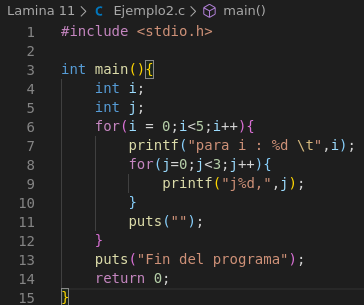 Lamina 11 > C Ejemplo2.c > main()
1 #include <stdio.h>
2
3 int main(){
4     int i;
5     int j;
6     for(i = 0;i<5;i++){
7         printf("para i : %d \t",i);
8         for(j=0;j<3;j++){
9             printf("j%d,",j);
10         }
11         puts("");
12     }
13     puts("Fin del programa");
14     return 0;
15 }